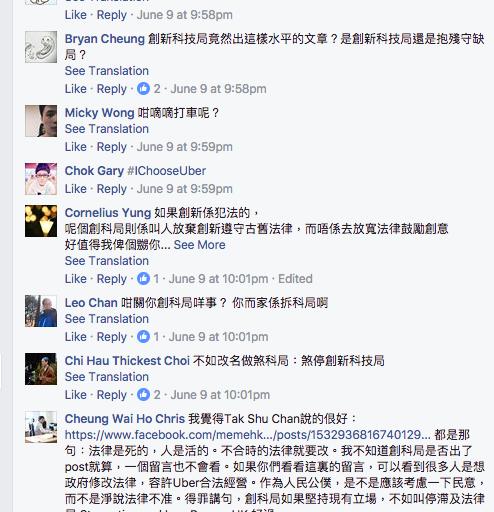 Like · Reply · June 9 at 9:58pm
Bryan Cheung 創新科技局竟然出這樣水平的文章？是創新科技局還是抱殘守缺
局？
See Translation
Like · Reply · 2 · June 9 at 9:58pm
Micky Wong 咁嘀嘀打車呢？
See Translation
Like · Reply · June 9 at 9:59pm
Chok Gary #IChooseUber
Like · Reply · June 9 at 9:59pm
Cornelius Yung 如果創新係犯法的，
呢個創科局則係叫人放棄創新遵守古舊法律，而唔係去放寬法律鼓勵創意
好值得我俾個嬲你... See More
See Translation
Like · Reply · 1 · June 9 at 10:01pm · Edited
Leo Chan 咁關你創科局咩事？ 你而家係拆科局啊
See Translation
Like · Reply · 1 · June 9 at 10:01pm
Chi Hau Thickest Choi 不如改名做煞科局：煞停創新科技局
See Translation
Like · Reply · 2 · June 9 at 10:01pm
Cheung Wai Ho Chris 我覺得Tak Shu Chan說的很好：
https://www.facebook.com/memehk.../posts/1532936816740129... 都是那
句：法律是死的，人是活的。不合時的法律就要改。我不知道創科局是否出了
post就算，一個留言也不會看。如果你們看看這裏的留言，可以看到很多人是想
政府修改法律，容許Uber合法經營。作為人民公僕，是不是應該考慮一下民意，
而不是淨說法律不准。得罪講句，創科局如果堅持現有立場，不如叫停滯及法律